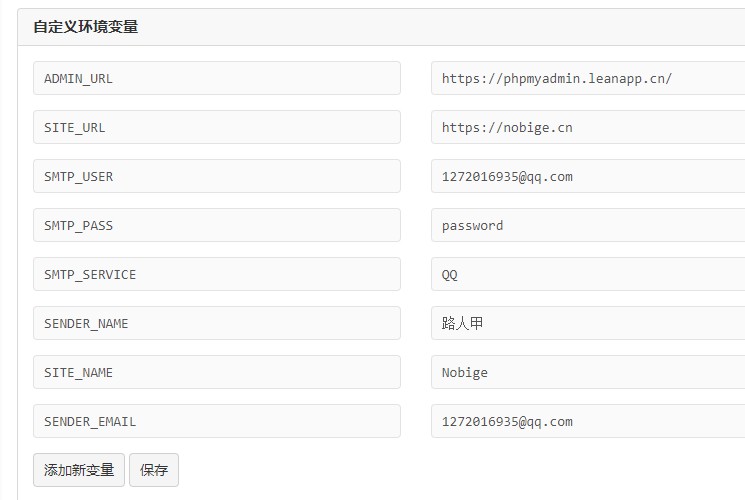 自定义环境变量
ADMIN_URL https://phpmyadmin.leanapp.cn/
SITE_URL https://nobige.cn
SMTP_USER 1272016935@qq.com
SMTP_PASS password
SMTP_SERVICE QQ
SENDER_NAME 路人甲
SITE_NAME Nobige
SENDER_EMAIL 1272016935@qq.com
添加新变量 保存